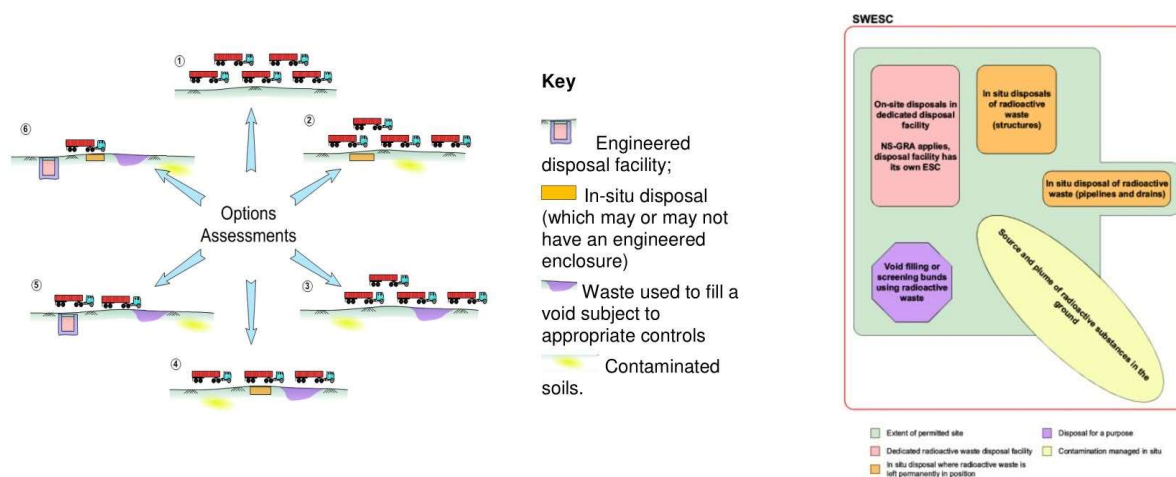 ①
⑥
②
Options
Assessments
⑤
③
④
Key
Engineered
disposal facility;
In-situ disposal
(which may or may not
have an engineered
enclosure)
Waste used to fill a
void subject to
appropriate controls
Contaminated
soils.
SWESC
On-site disposals in
dedicated disposal
facility
NS-GRA applies,
disposal facility has
its own ESC
In situ disposals
of radioactive
waste
(structures)
In situ disposal of radioactive
waste (pipelines and drains)
Void filling or
screening bunds
using radioactive
waste
Source and plume of radioactive substances in the
ground
Extent of permitted site
Dedicated radioactive waste disposal facility
In situ disposal where radioactive waste is
left permanently in position
Disposal for a purpose
Contamination managed in situ